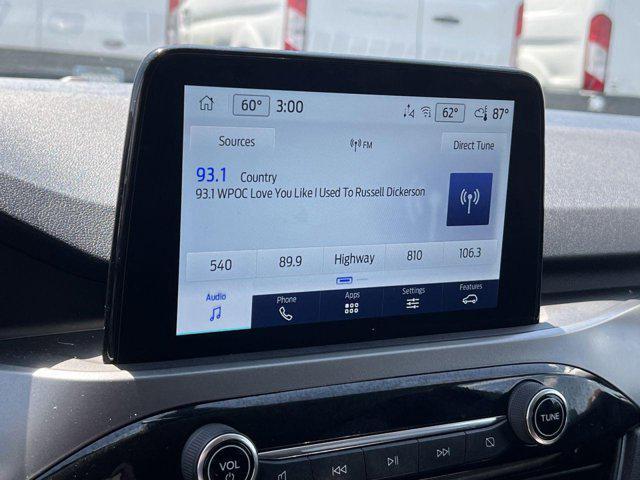 60° 3:00 62° 87°
Sources FM Direct Tune
93.1 Country
93.1 WPOC Love You Like I Used To Russell Dickerson
540 89.9 Highway 810 106.3
Audio Phone Apps Settings Features
VOL TUNE